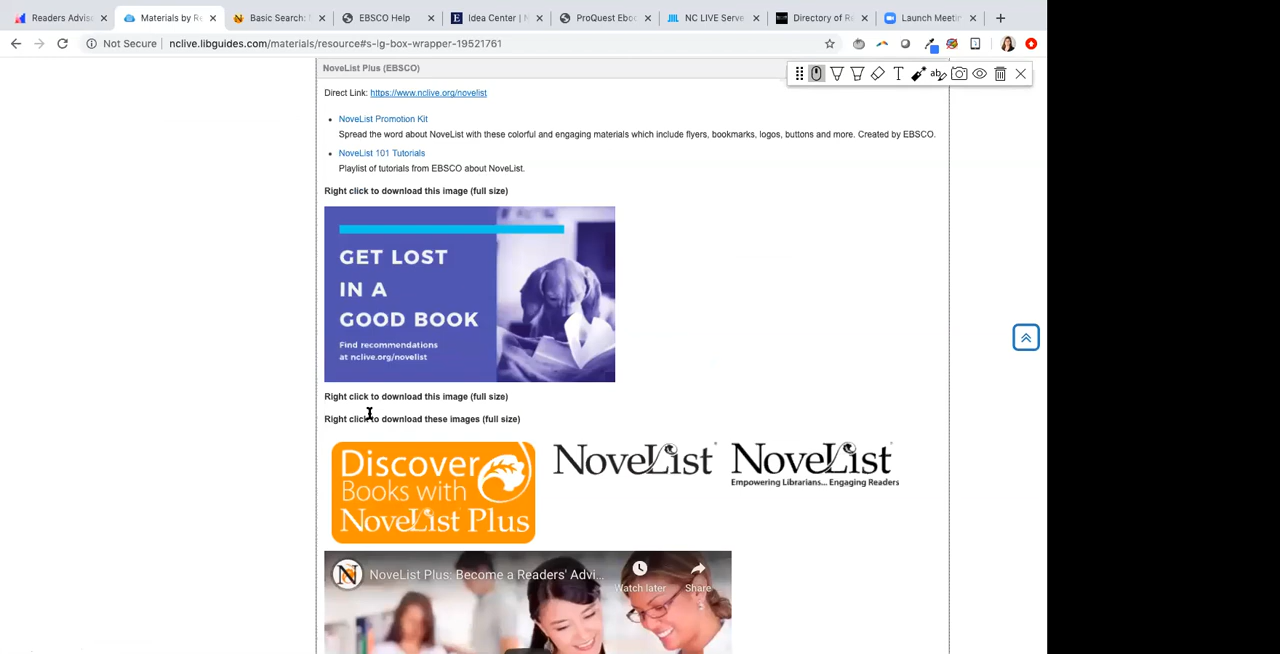 Readers Adviso
Materials by Re
Basic Search: N
EBSCO Help
Idea Center | N
ProQuest Eboo
NC LIVE Serve
Directory of Re
Launch Meetin
Not Secure | nclive.libguides.com/materials/resource#s-lg-box-wrapper-19521761
NoveList Plus (EBSCO)
Direct Link: https://www.nclive.org/novelist
NoveList Promotion Kit
Spread the word about NoveList with these colorful and engaging materials which include flyers, bookmarks, logos, buttons and more. Created by EBSCO.
NoveList 101 Tutorials
Playlist of tutorials from EBSCO about NoveList.
Right click to download this image (full size)
GET LOST
IN A
GOOD BOOK
Find recommendations
at nclive.org/novelist
Right click to download this image (full size)
Right click to download these images (full size)
Discover
Books with
NoveList Plus
NoveList
NoveList
Empowering Librarians... Engaging Readers
NoveList Plus: Become a Readers' Advi...
Watch later
Share